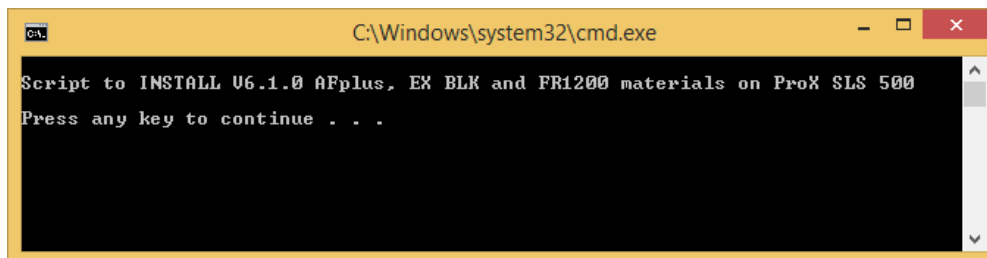 C:\Windows\system32\cmd.exe
Script to INSTALL V6.1.0 AFplus, EX BLK and FR1200 materials on ProX SLS 500
Press any key to continue . . .